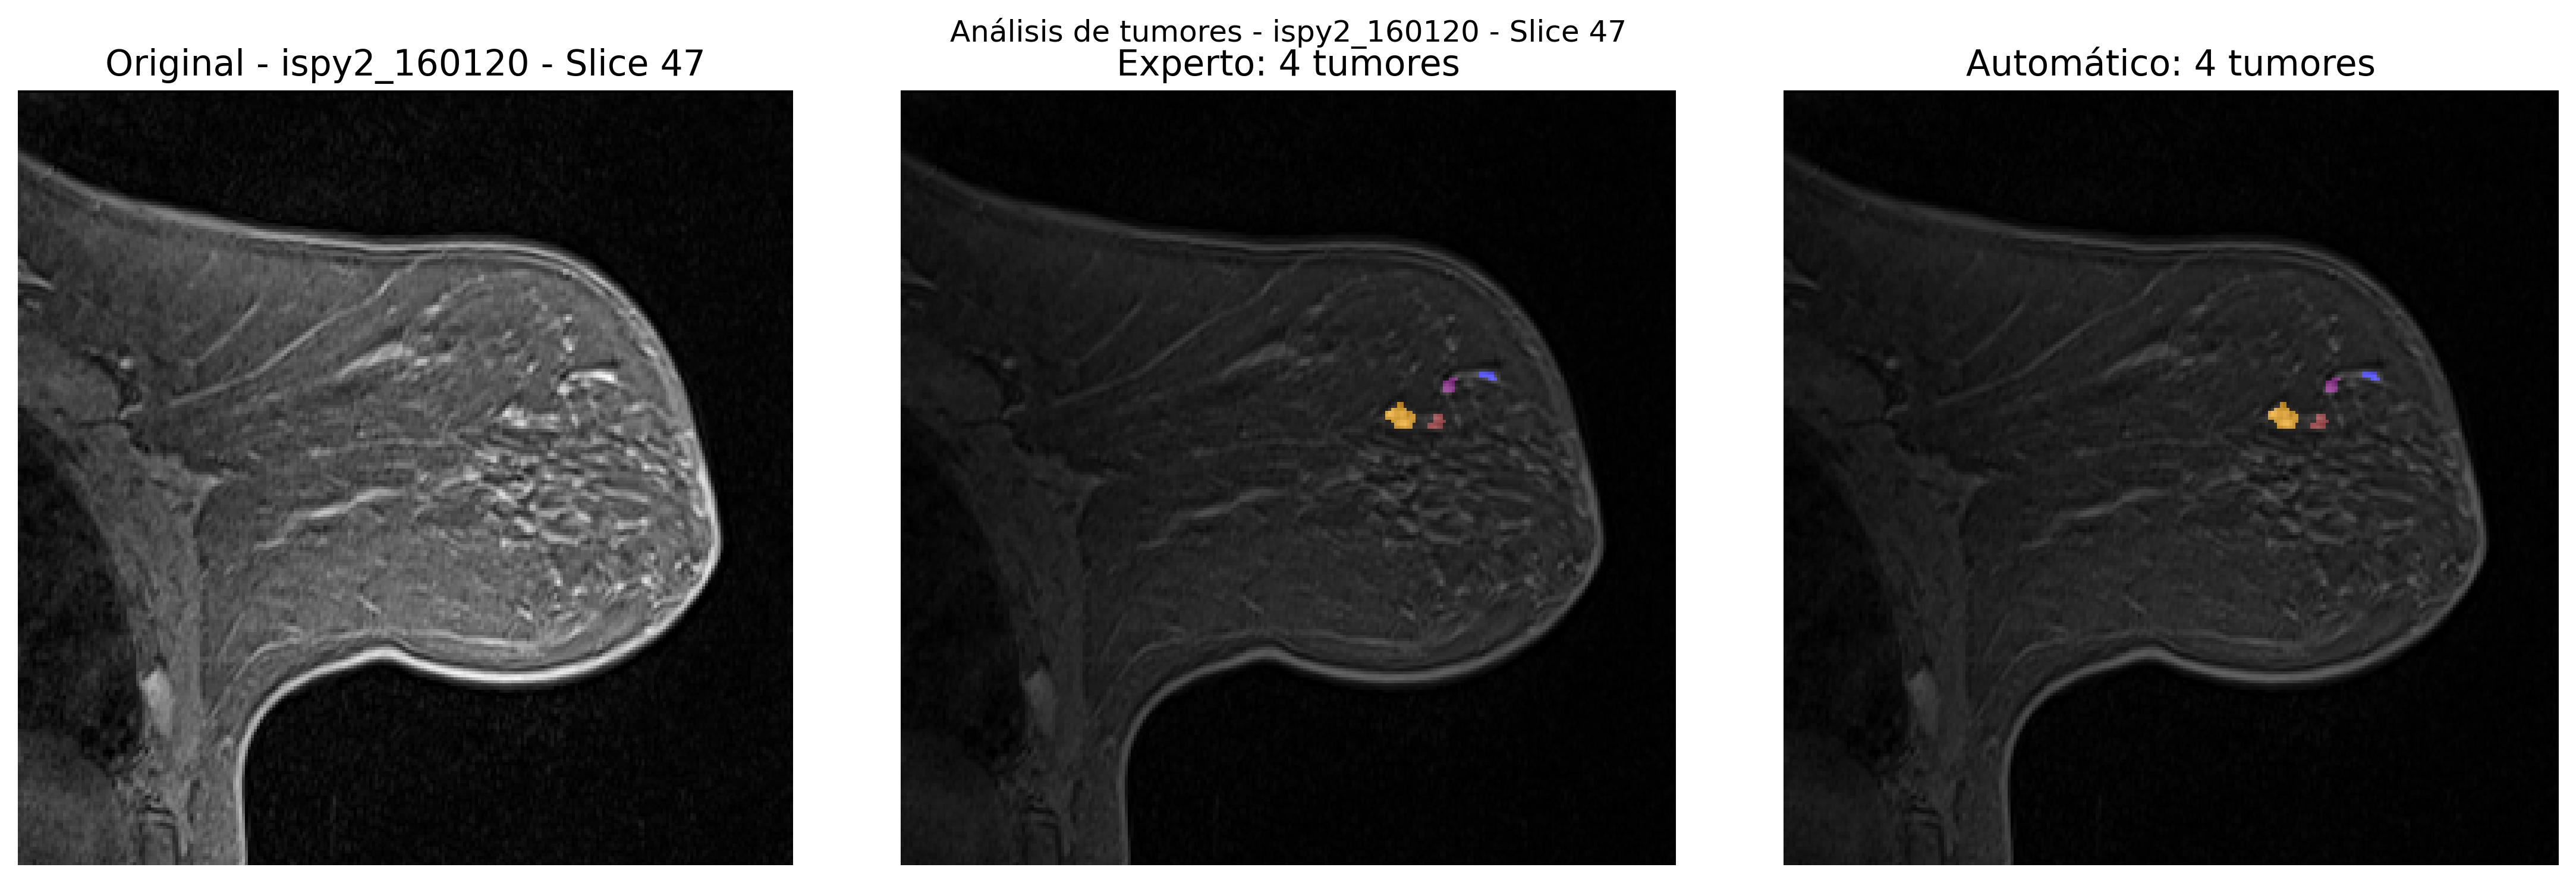 Análisis de tumores - ispy2_160120 - Slice 47
Original - ispy2_160120 - Slice 47
Experto: 4 tumores
Automático: 4 tumores